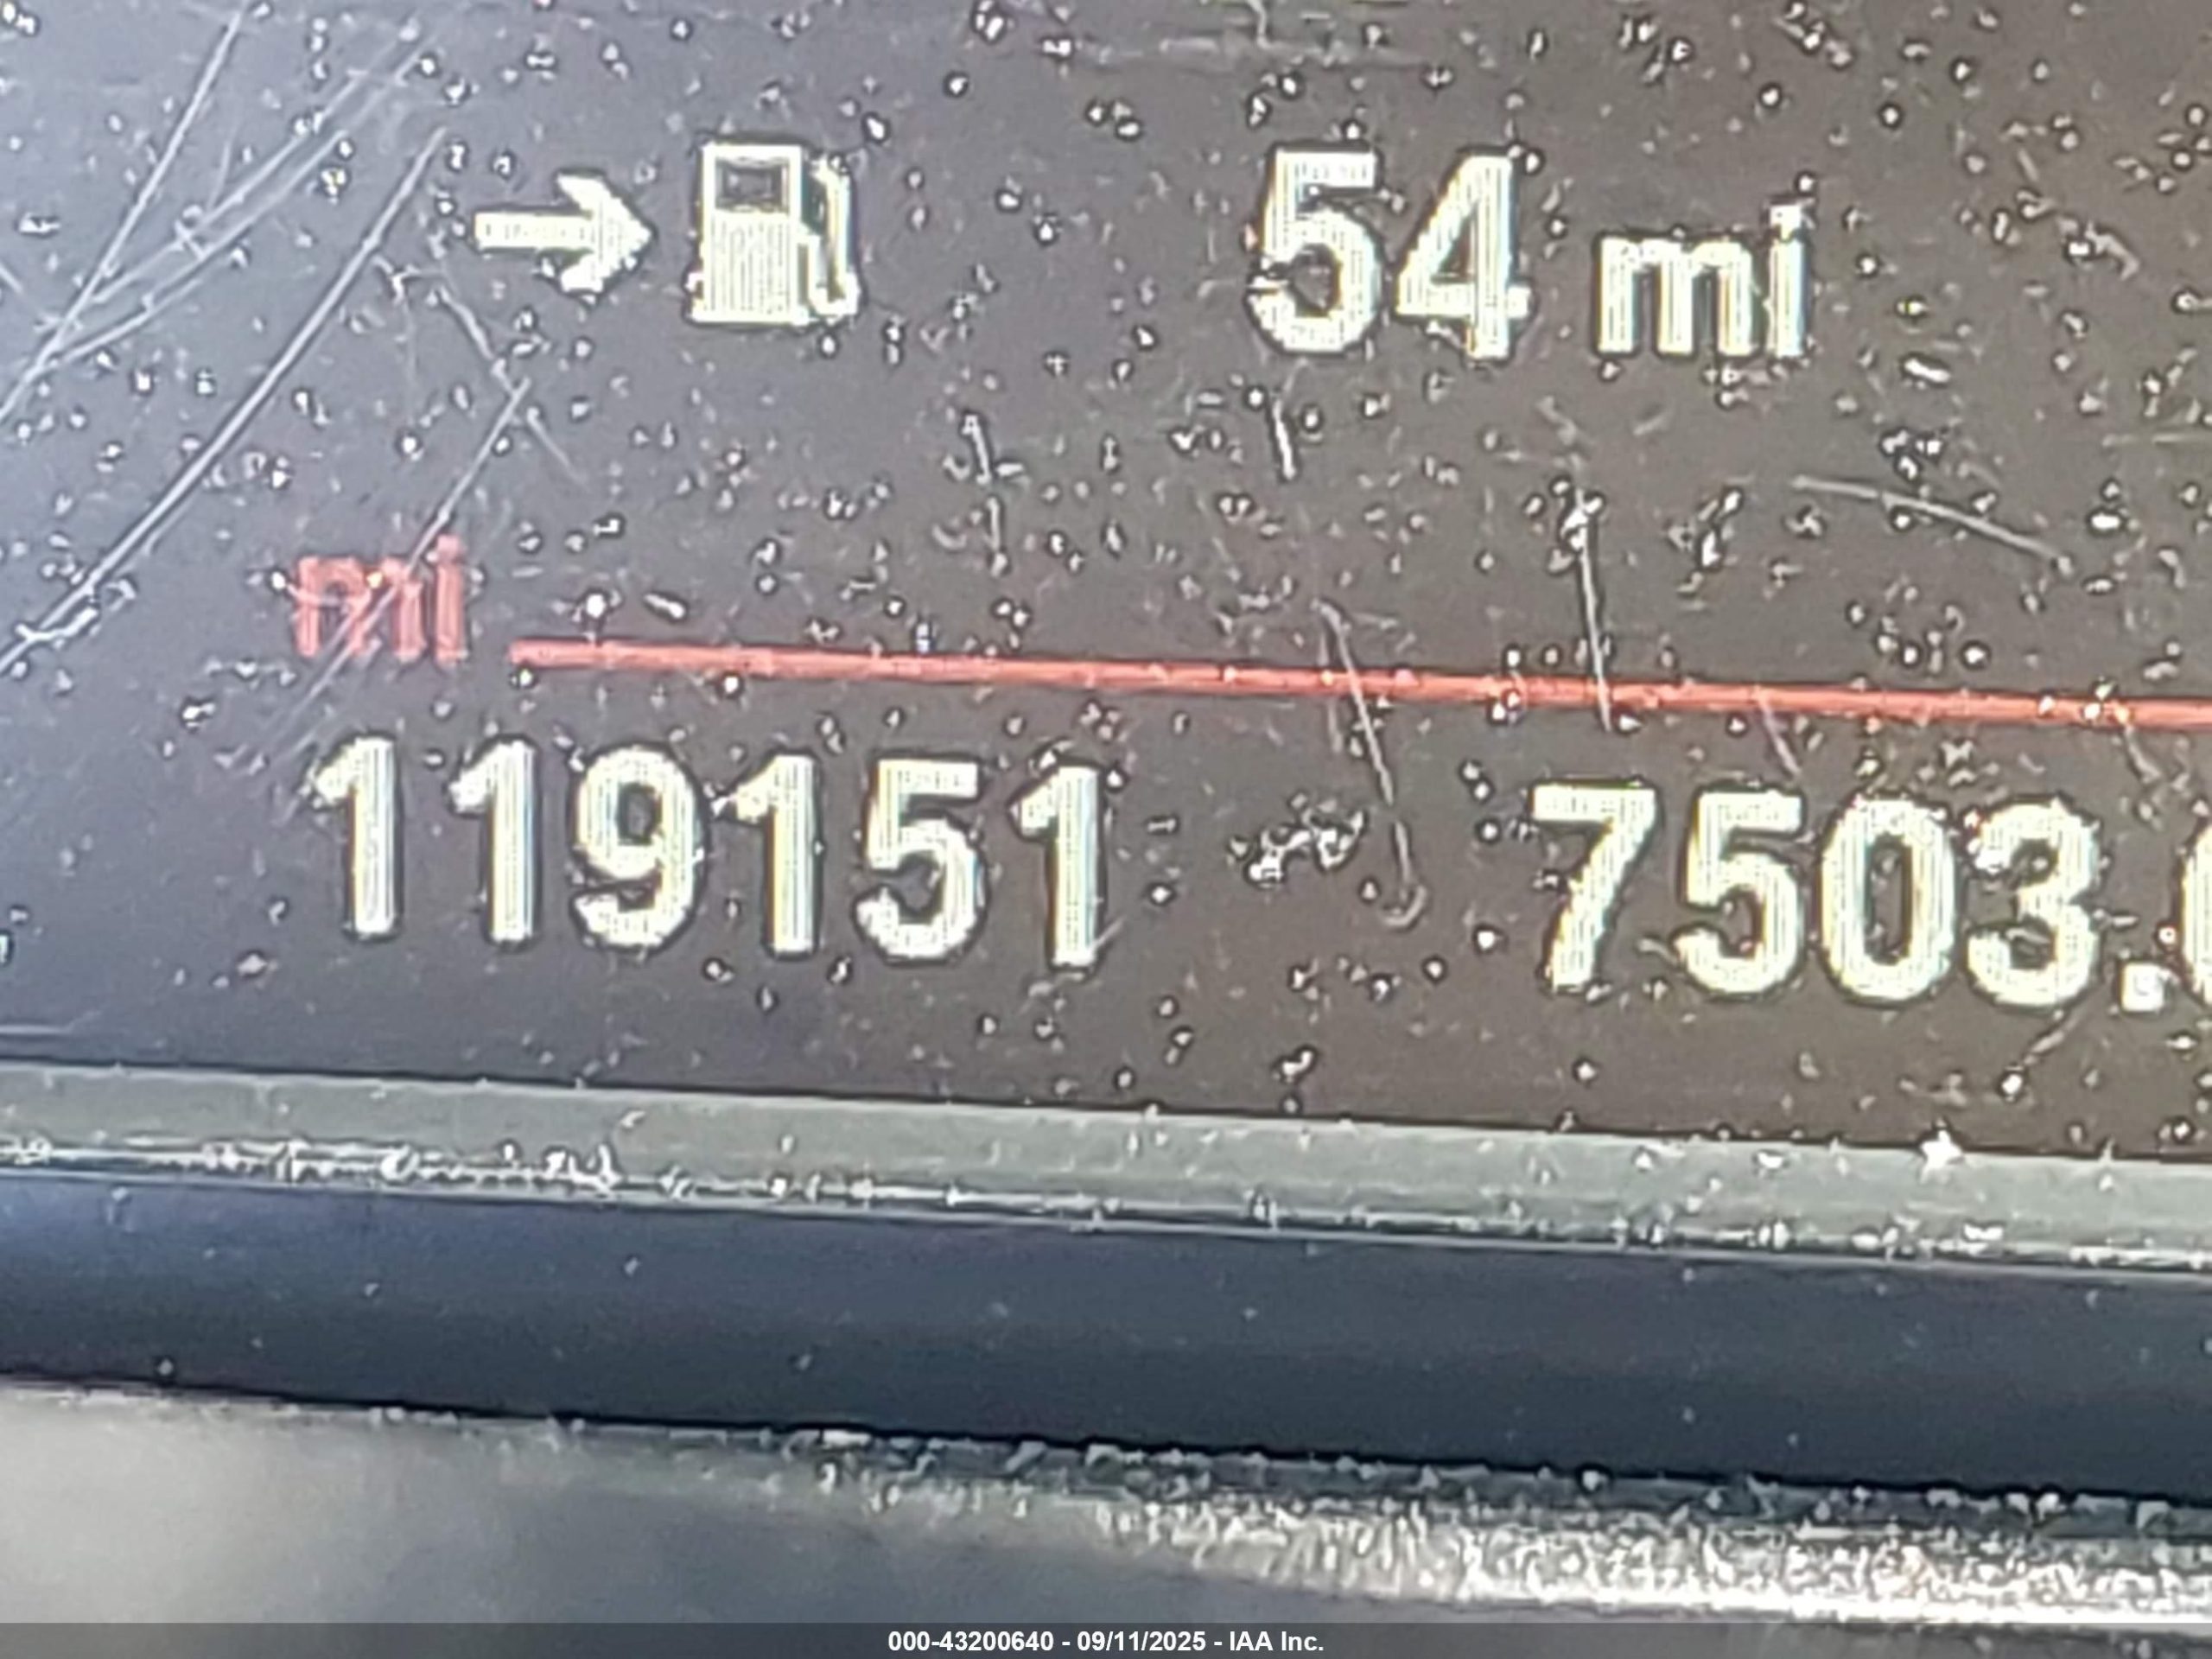 54 mi
mi
119151 7503.
000-43200640 - 09/11/2025 - IAA Inc.